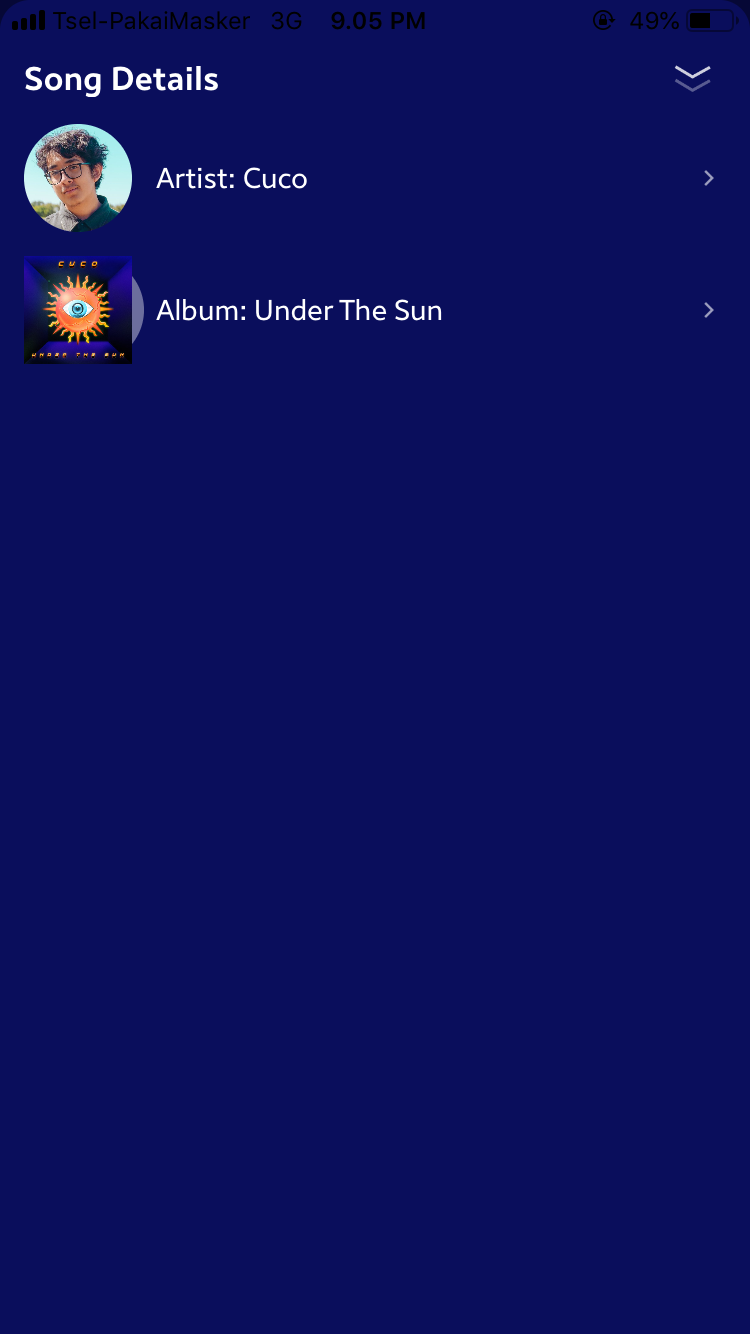 Tsel-PakaiMasker 3G 9.05 PM 49%
Song Details
Artist: Cuco
CUCO
Album: Under The Sun
UNDER THE SUN